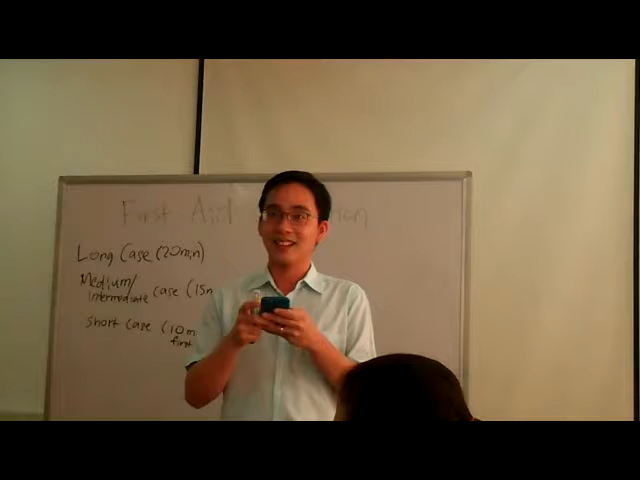 First Aid
Long Case (20min)
Medium/
intermediate case (15m
short case (10m
first